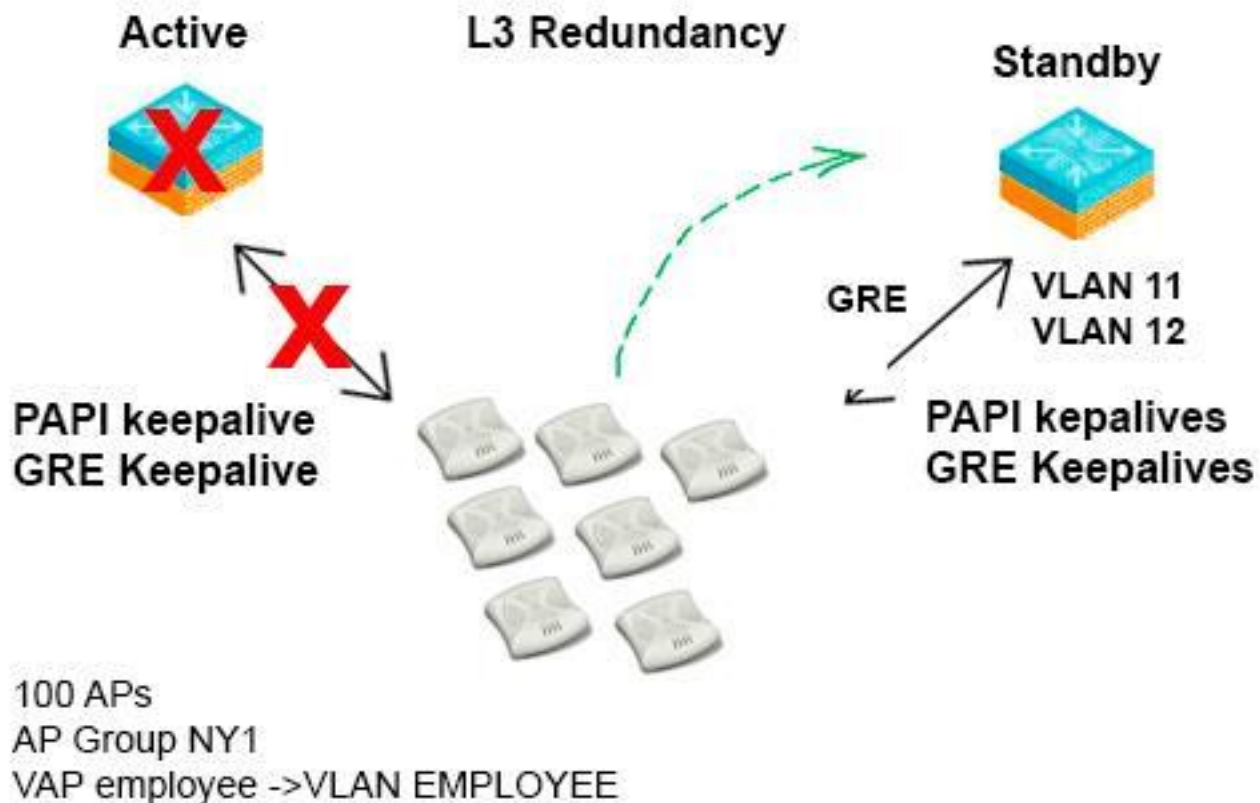 Active
L3 Redundancy
Standby
X
X
GRE
VLAN 11
VLAN 12
PAPI keepalive
GRE Keepalive
PAPI kepalives
GRE Keepalives
100 APs
AP Group NY1
VAP employee ->VLAN EMPLOYEE